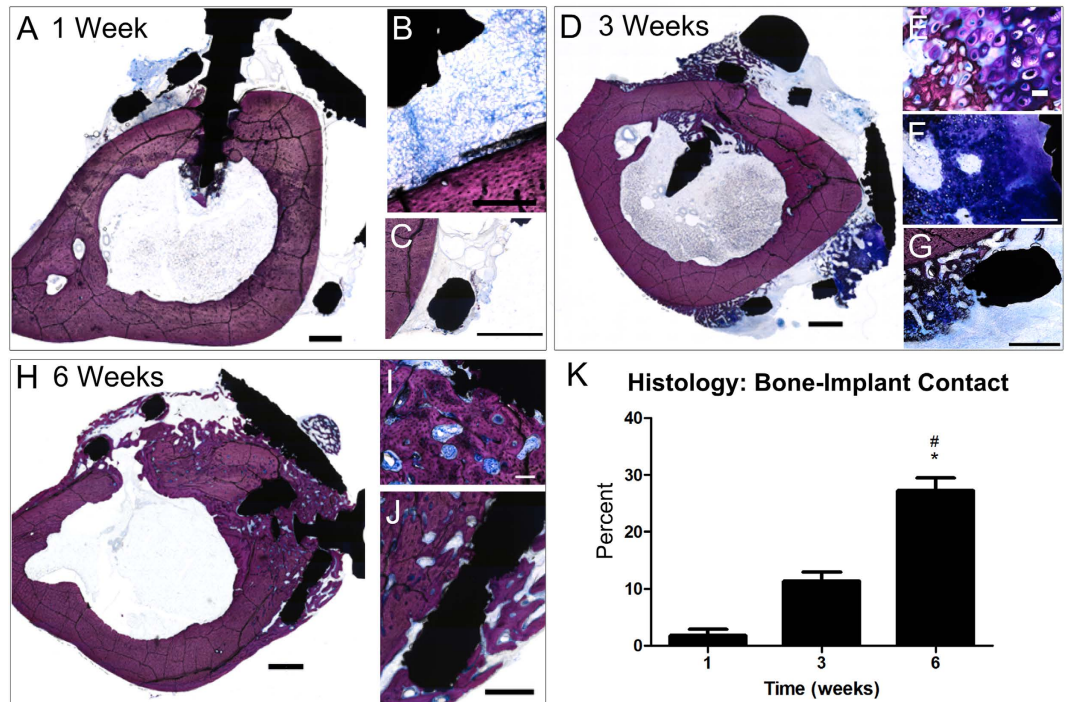 A 1 Week
B
C
D 3 Weeks
E
F
G
H 6 Weeks
I
J
K
Histology: Bone-Implant Contact
Percent
40
30
20
10
0
#
*
1 3 6
Time (weeks)